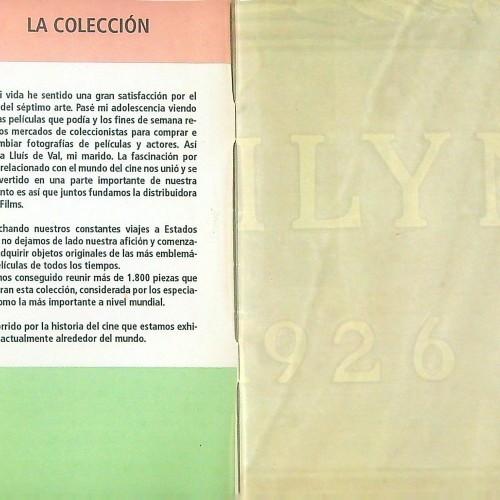 LA COLECCIÓN
i vida he sentido una gran satisfacción por el
del séptimo arte. Pasé mi adolescencia viendo
as películas que podía y los fines de semana re-
os mercados de coleccionistas para comprar e
mbiar fotografías de películas y actores. Así
a Lluís de Val, mi marido. La fascinación por
relacionado con el mundo del cine nos unió y se
vertido en una parte importante de nuestra
nto es así que juntos fundamos la distribuidora
Films.
chando nuestros constantes viajes a Estados
no dejamos de lado nuestra afición y comenza-
dquirir objetos originales de las más emblemá-
elículas de todos los tiempos.
nos conseguido reunir más de 1.800 piezas que
ran esta colección, considerada por los especia-
omo la más importante a nivel mundial.
orrido por la historia del cine que estamos exhi-
actualmente alrededor del mundo.
ILY
926